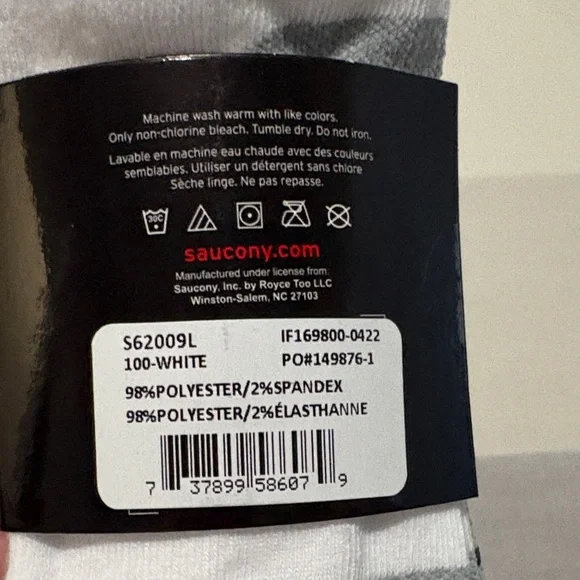 Machine wash warm with like colors.
Only non-chlorine bleach. Tumble dry. Do not iron.
Lavable en machine eau chaude avec des couleurs
semblables. Utiliser un détergent sans chlore
Sèche linge. Ne pas repasse.
30C
saucony.com
Manufactured under license from
Saucony, Inc. by Royce Too LLC
Winston-Salem, NC 27103
S62009L IF169800-0422
100-WHITE PO#149876-1
98%POLYESTER/2%SPANDEX
98%POLYESTER/2%ÉLASTHANNE
7 37899 58607 9